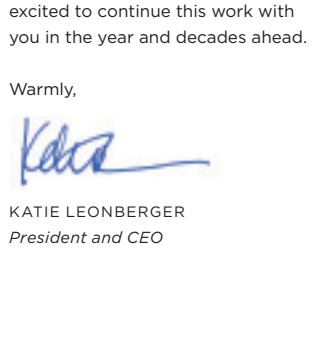 excited to continue this work with
you in the year and decades ahead.
Warmly,
KATIE LEONBERGER
President and CEO